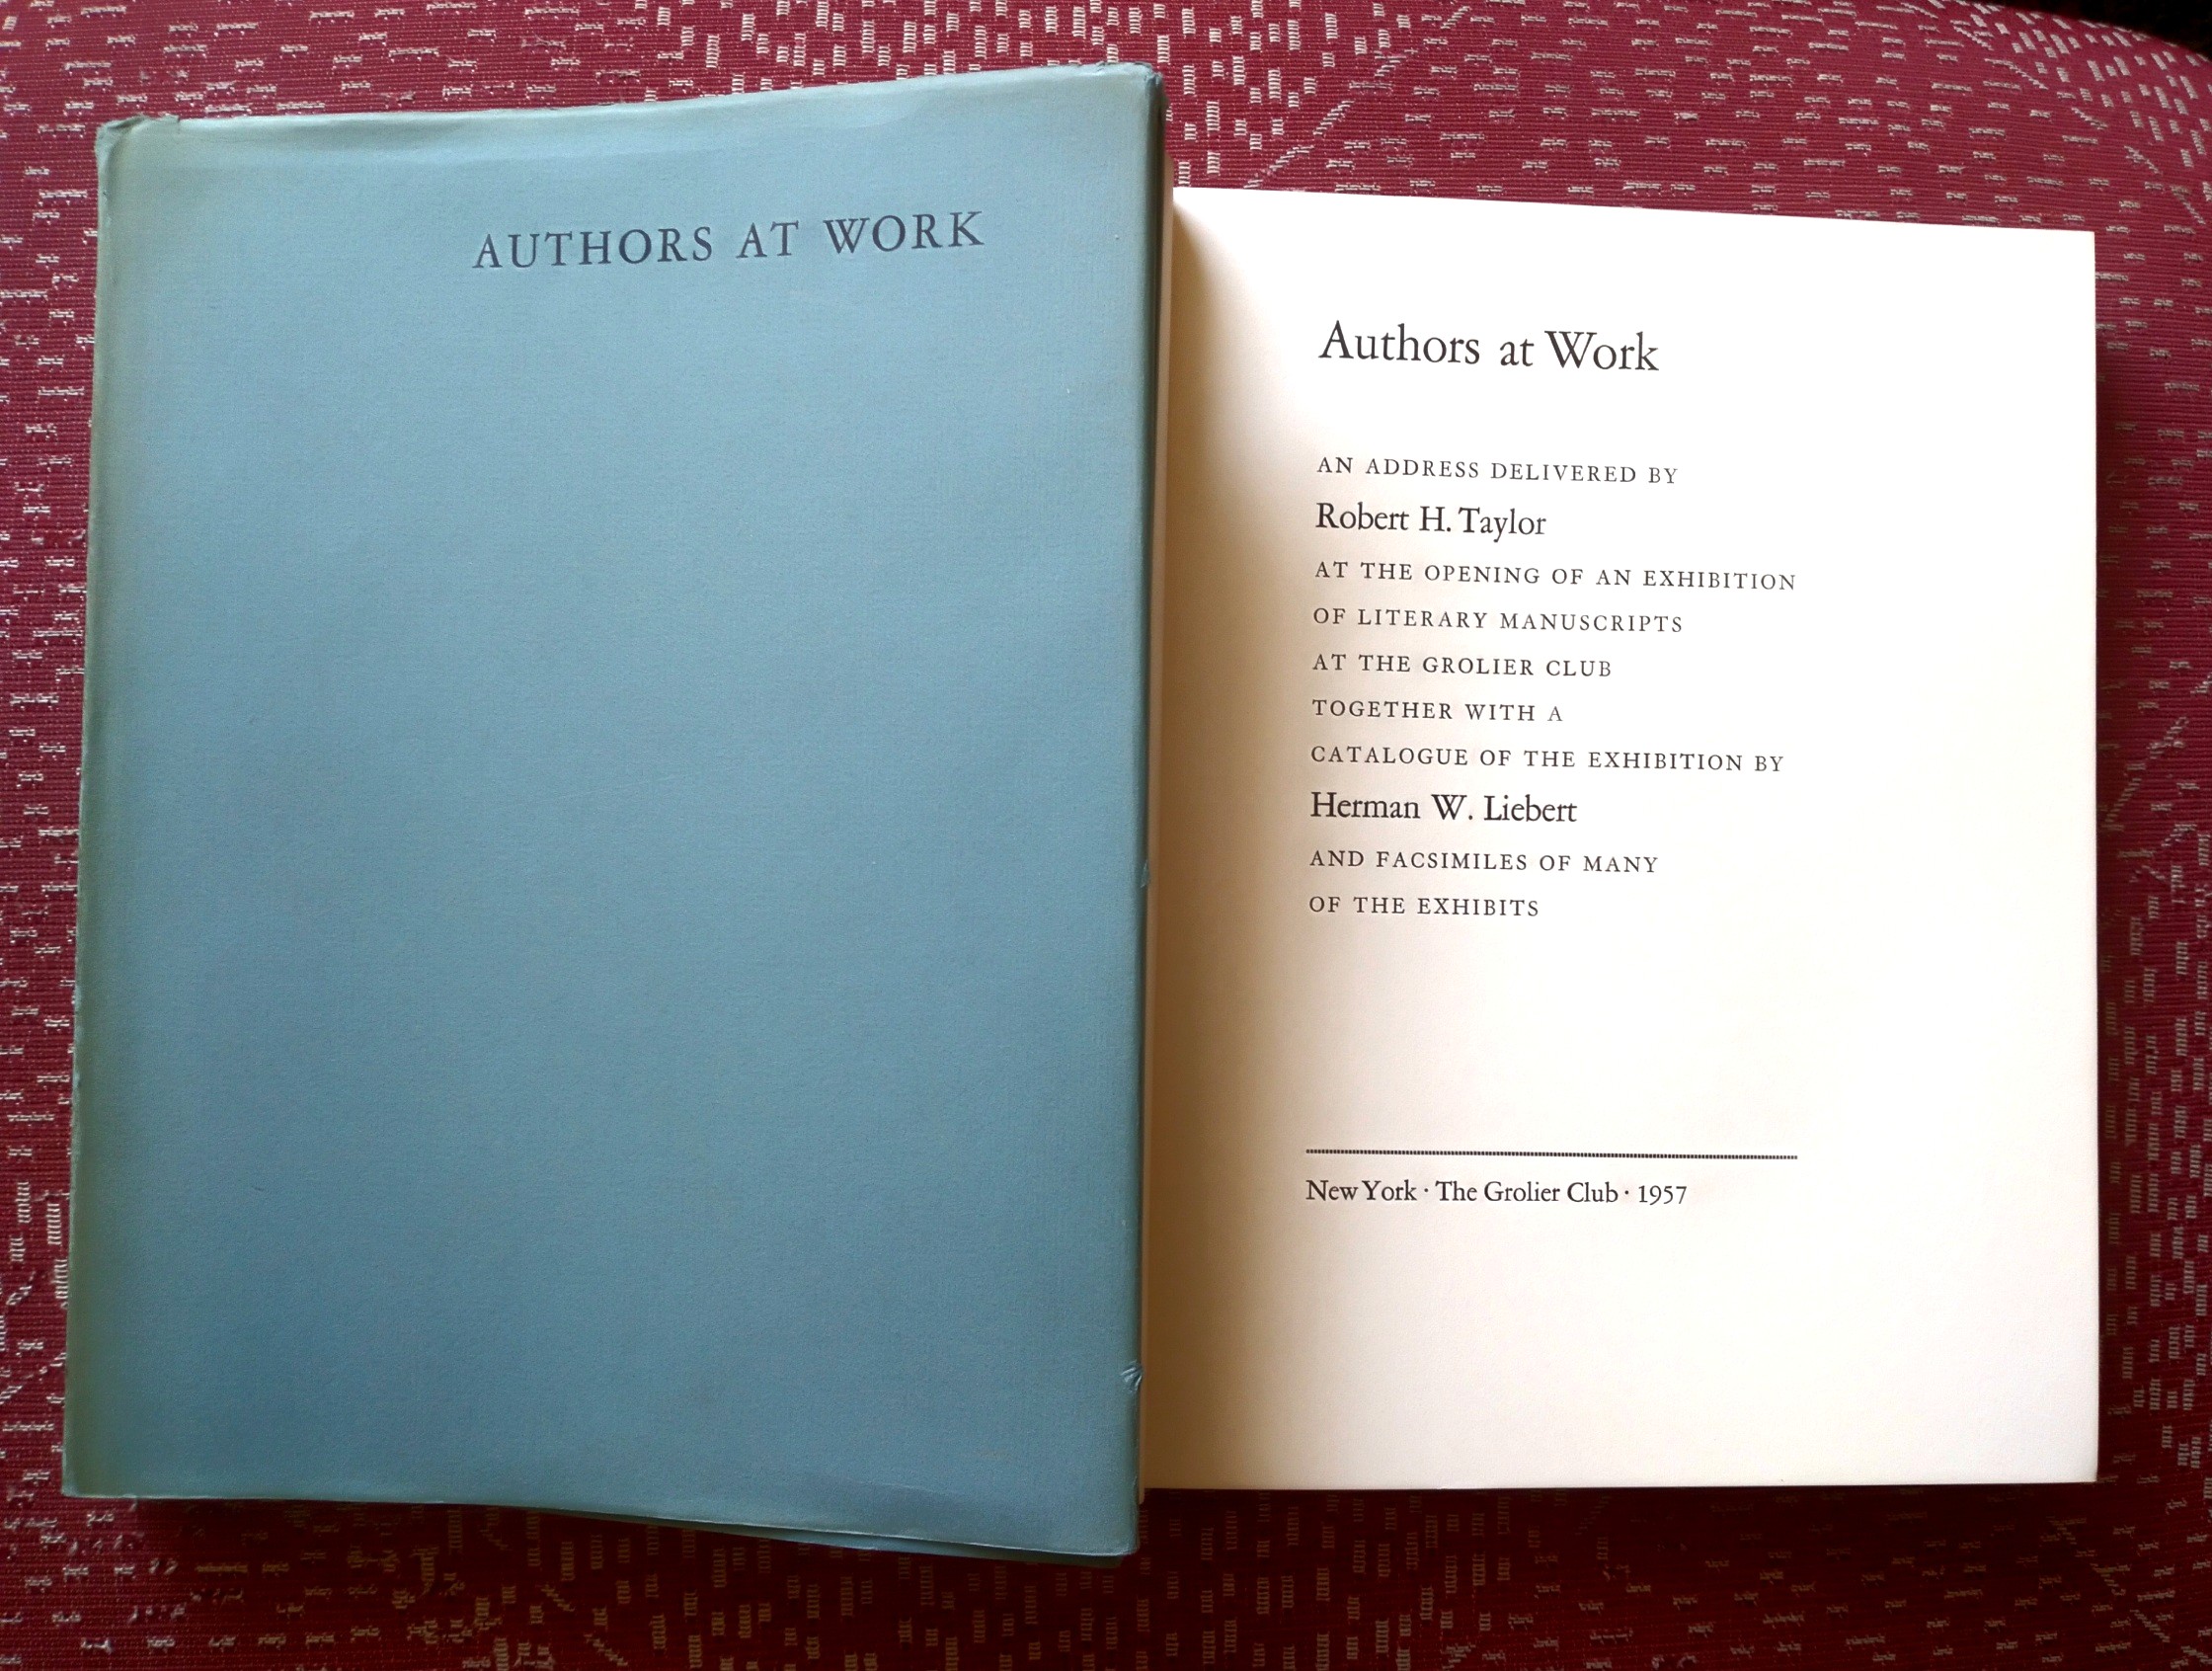 AUTHORS AT WORK
Authors at Work
AN ADDRESS DELIVERED BY
Robert H. Taylor
AT THE OPENING OF AN EXHIBITION
OF LITERARY MANUSCRIPTS
AT THE GROLIER CLUB
TOGETHER WITH A
CATALOGUE OF THE EXHIBITION BY
Herman W. Liebert
AND FACSIMILES OF MANY
OF THE EXHIBITS
New York · The Grolier Club · 1957